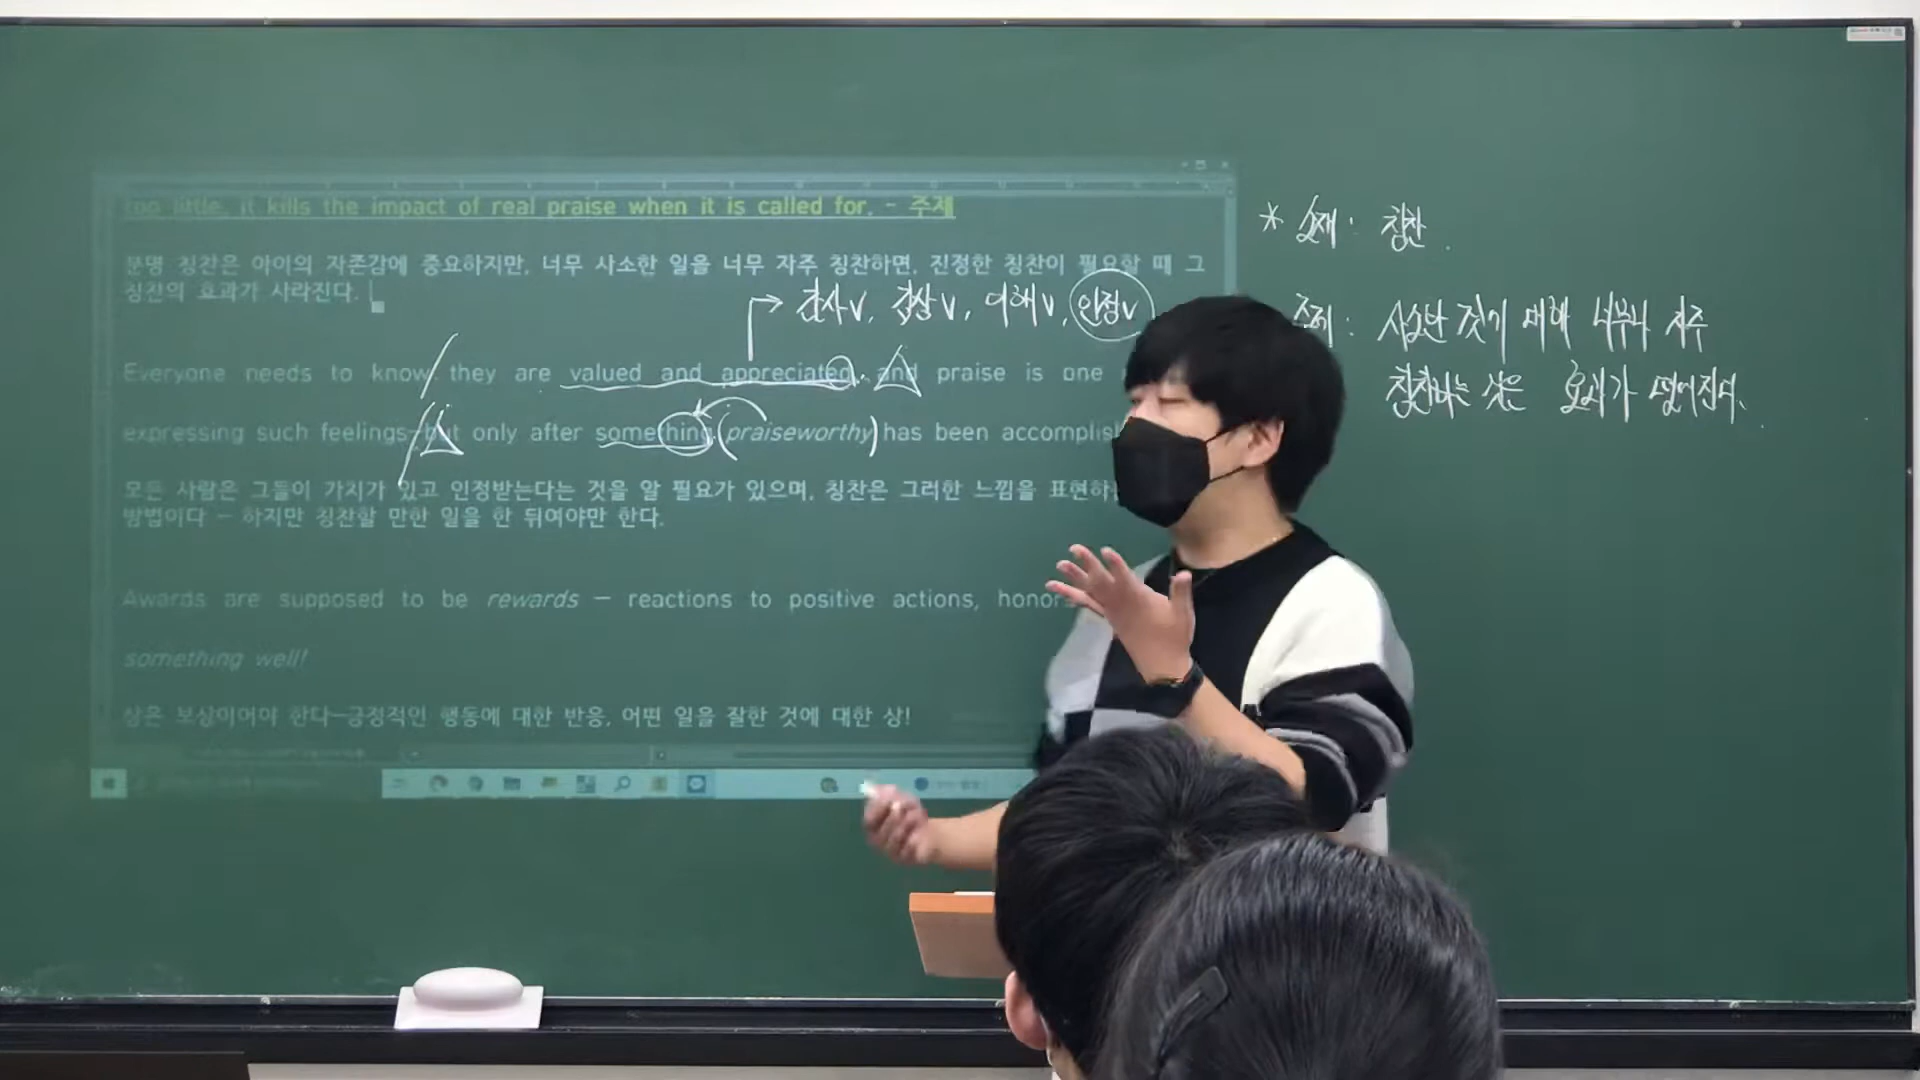 too little, it kills the impact of real praise when it is called for. - 주제
분명 칭찬은 아이의 자존감에 중요하지만, 너무 사소한 일을 너무 자주 칭찬하면, 진정한 칭찬이 필요할 때 그
칭찬의 효과가 사라진다.
감사v, 감상v, 이해v, 인정v
Everyone needs to know they are valued and appreciated, and praise is one
expressing such feelings-but only after something (praiseworthy) has been accomplis
모든 사람은 그들이 가치가 있고 인정받는다는 것을 알 필요가 있으며, 칭찬은 그러한 느낌을 표현하
방법이다 - 하지만 칭찬할 만한 일을 한 뒤여야만 한다.
Awards are supposed to be rewards — reactions to positive actions, honors
something well!
상은 보상이어야 한다—긍정적인 행동에 대한 반응, 어떤 일을 잘한 것에 대한 상!
* 소재 : 칭찬.
주제 : 사소한 것에 대해 너무나 자주
칭찬하는 것은 효과가 떨어진다.